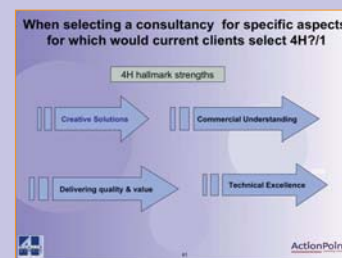 When selecting a consultancy for specific aspects
for which would current clients select 4H?/1
4H hallmark strengths
Creative Solutions
Commercial Understanding
Delivering quality & value
Technical Excellence
4H
ActionPoin